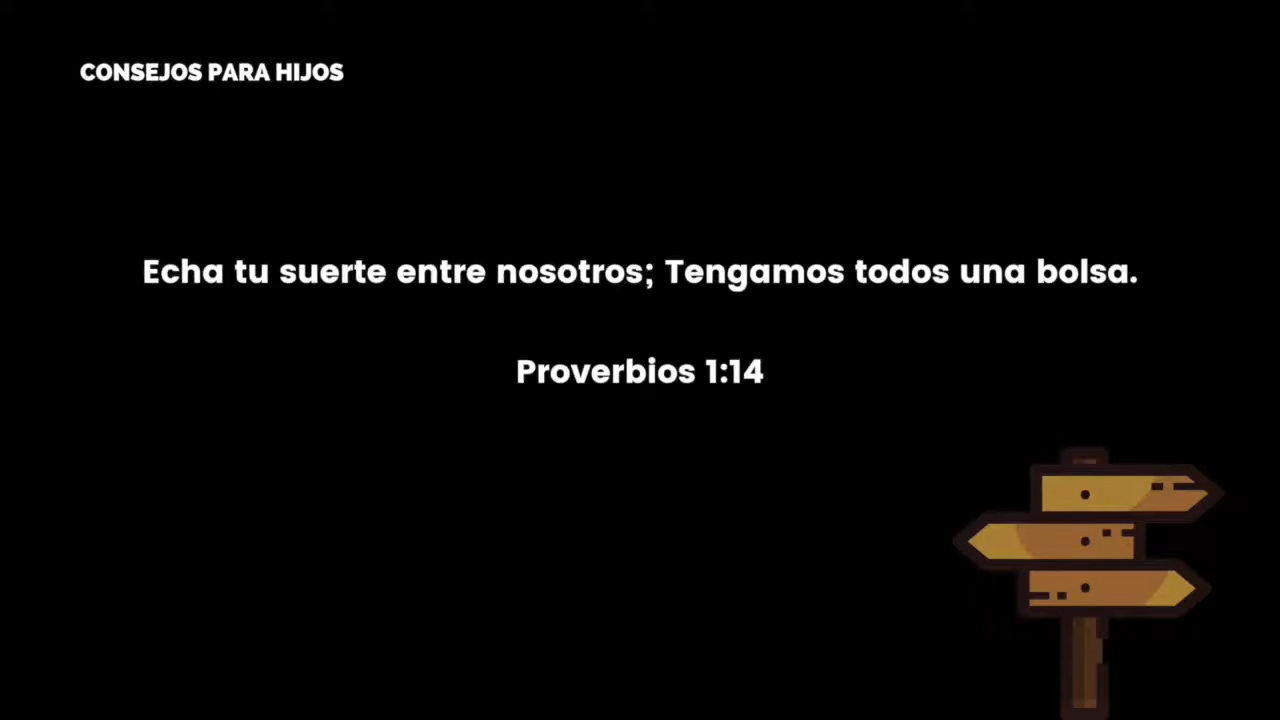 CONSEJOS PARA HIJOS
Echa tu suerte entre nosotros; Tengamos todos una bolsa.
Proverbios 1:14